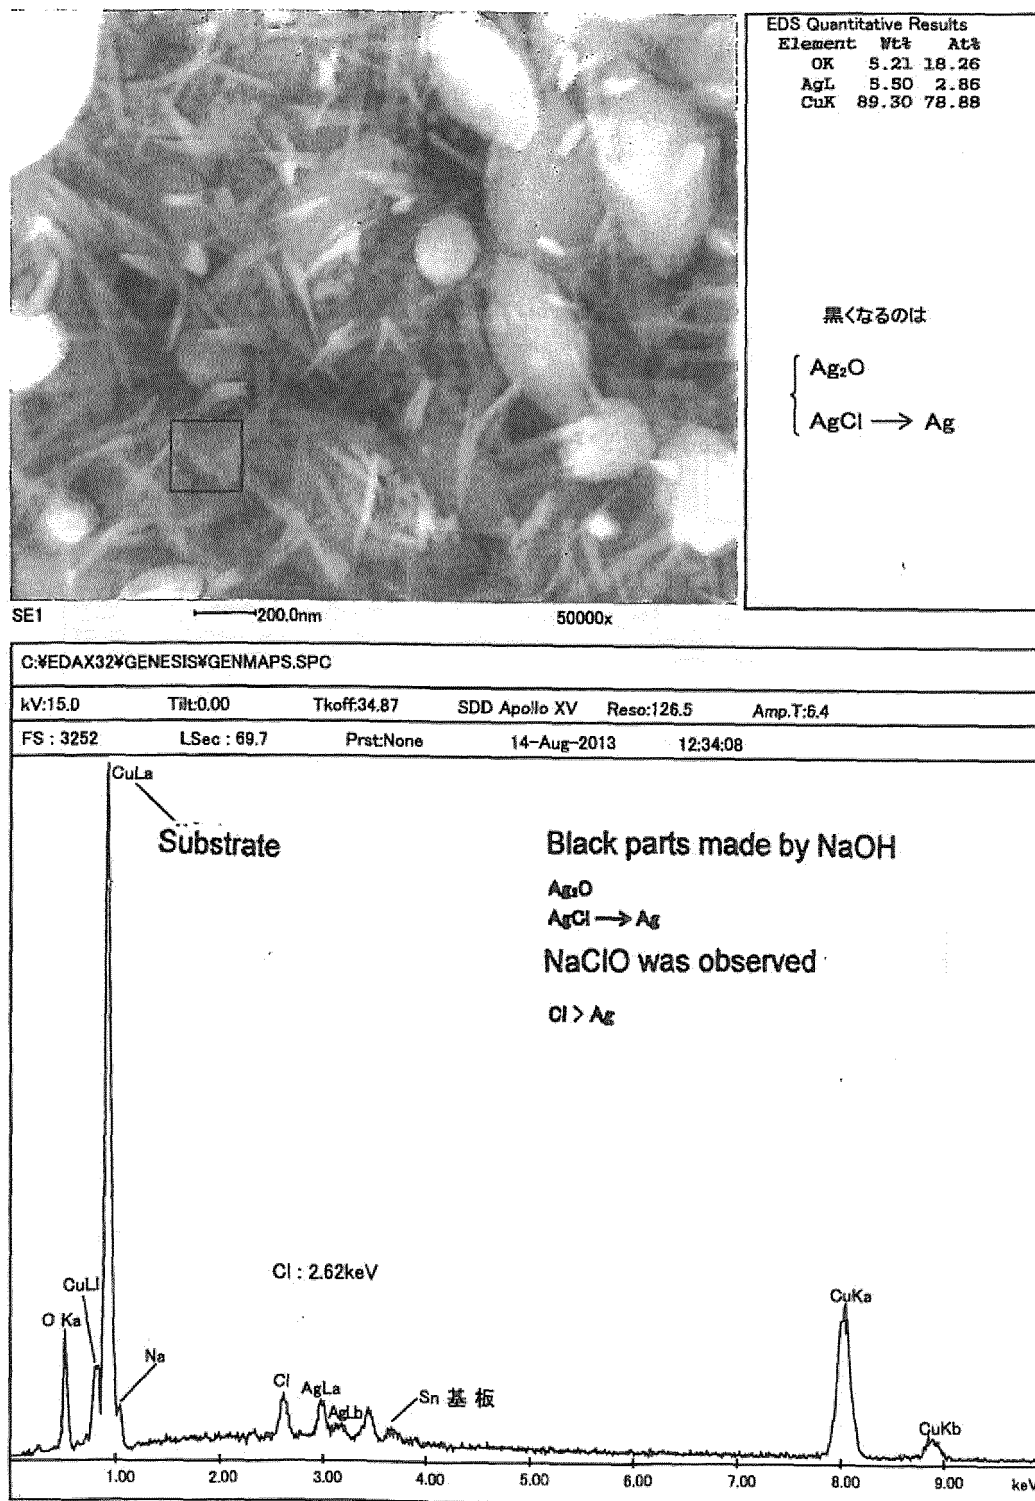 EDS Quantitative Results
Element Wt% At%
OK 5.21 18.26
AgL 5.50 2.86
CuK 89.30 78.88
黒くなるのは
Ag₂O
AgCl → Ag
SE1 200.0nm 50000x
C:¥EDAX32¥GENESIS¥GENMAPS.SPC
kV:15.0 Tilt:0.00 Tkoff:34.87 SDD Apollo XV Reso:126.5 Amp.T:6.4
FS : 3252 LSec : 69.7 Prst:None 14-Aug-2013 12:34:08
CuLa
Substrate
Black parts made by NaOH
Ag₂O
AgCl → Ag
NaClO was observed
Cl > Ag
Cl : 2.62keV
CuLl
O Ka
Na
Cl
AgLa
AgLb
Sn 基板
CuKa
CuKb
1.00 2.00 3.00 4.00 5.00 6.00 7.00 8.00 9.00 keV